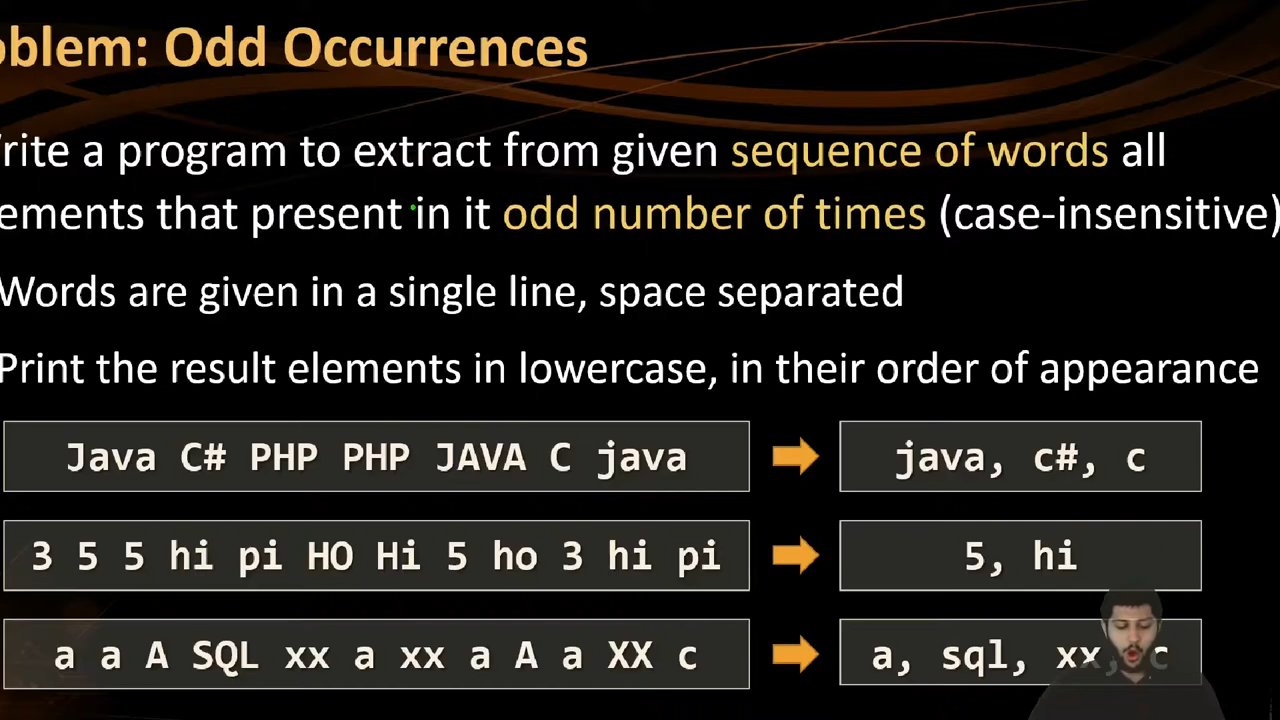 oblem: Odd Occurrences
rite a program to extract from given sequence of words all
ements that present in it odd number of times (case-insensitive)
Words are given in a single line, space separated
Print the result elements in lowercase, in their order of appearance
Java C# PHP PHP JAVA C java
java, c#, c
3 5 5 hi pi HO Hi 5 ho 3 hi pi
5, hi
a a A SQL xx a xx a A a XX c
a, sql, xx, c